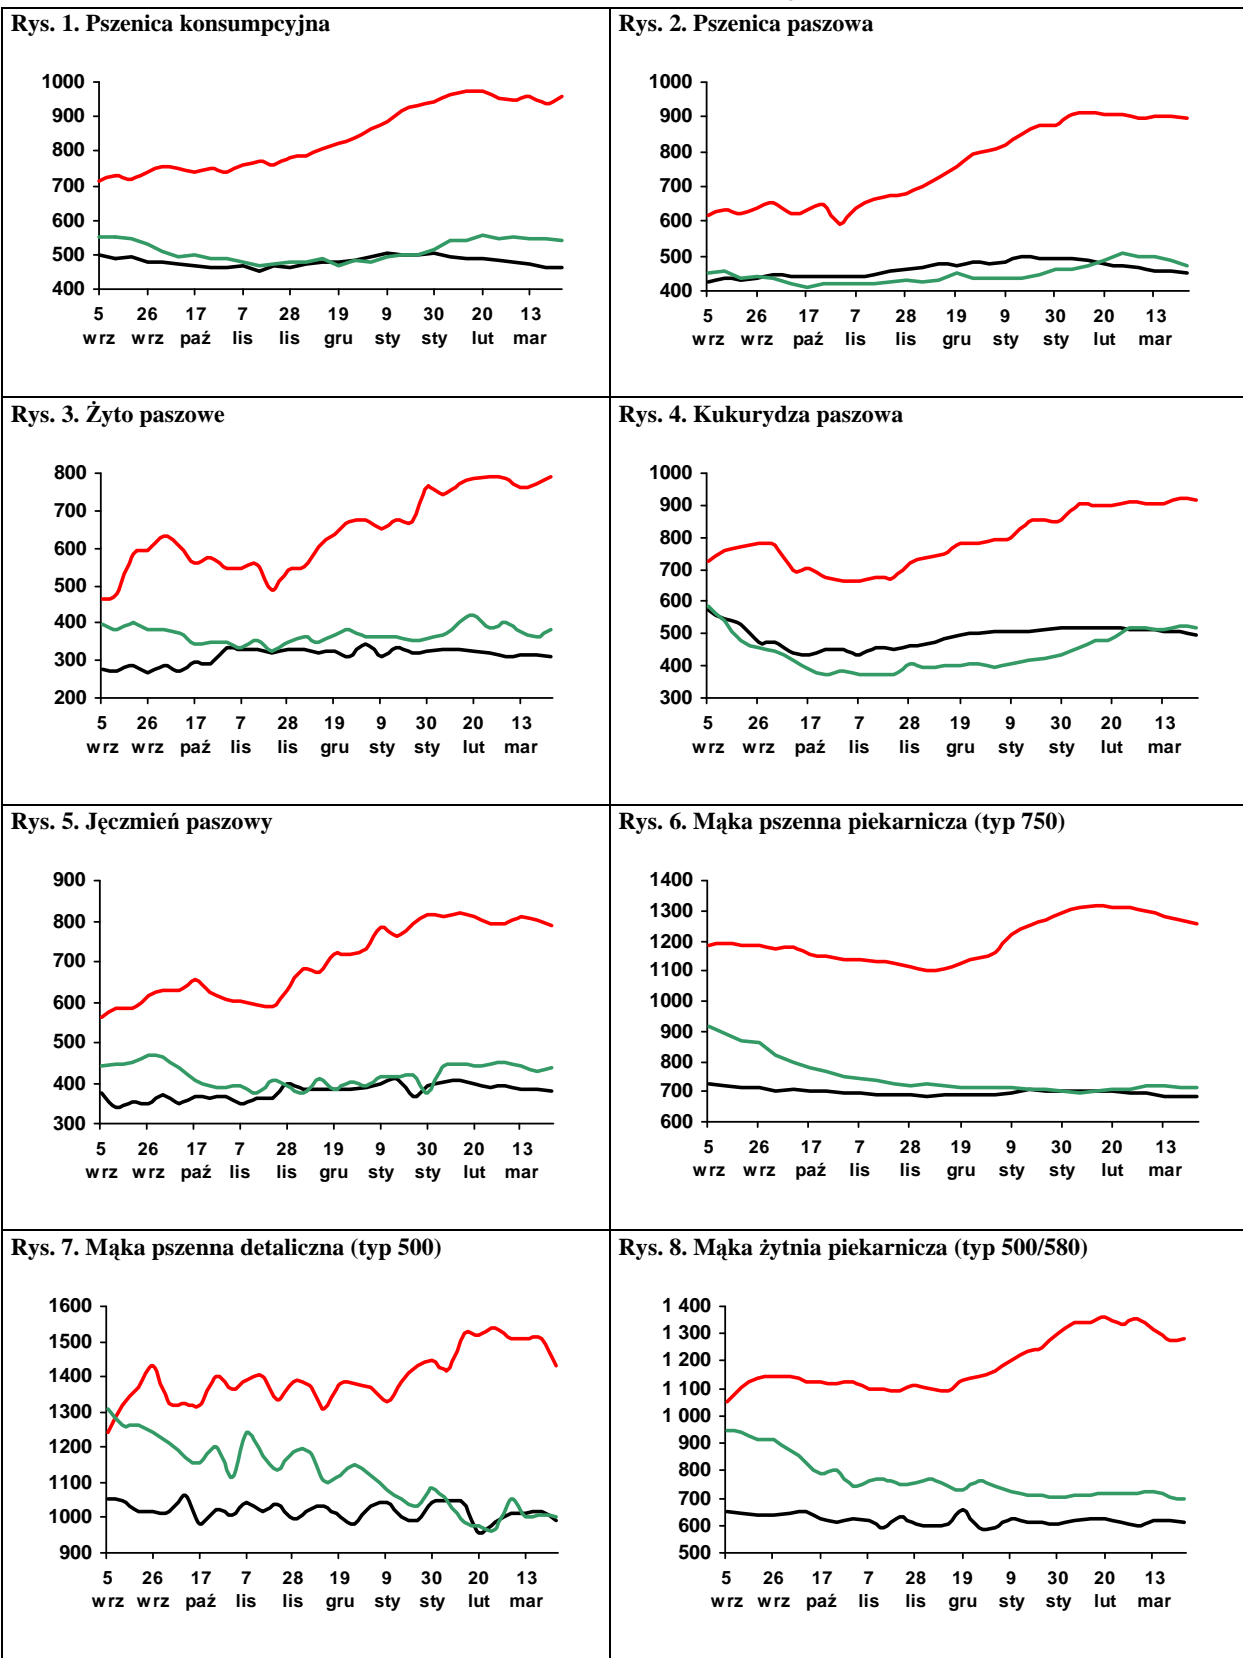 Rys. 1. Pszenica konsumpcyjna
1000
900
800
700
600
500
400
5 26 17 7 28 19 9 30 20 13
wrz wrz paź lis lis gru sty sty lut mar
Rys. 2. Pszenica paszowa
1000
900
800
700
600
500
400
5 26 17 7 28 19 9 30 20 13
wrz wrz paź lis lis gru sty sty lut mar
Rys. 3. Żyto paszowe
800
700
600
500
400
300
200
5 26 17 7 28 19 9 30 20 13
wrz wrz paź lis lis gru sty sty lut mar
Rys. 4. Kukurydza paszowa
1000
900
800
700
600
500
400
300
5 26 17 7 28 19 9 30 20 13
wrz wrz paź lis lis gru sty sty lut mar
Rys. 5. Jęczmień paszowy
900
800
700
600
500
400
300
5 26 17 7 28 19 9 30 20 13
wrz wrz paź lis lis gru sty sty lut mar
Rys. 6. Mąka pszenna piekarnicza (typ 750)
1400
1300
1200
1100
1000
900
800
700
600
5 26 17 7 28 19 9 30 20 13
wrz wrz paź lis lis gru sty sty lut mar
Rys. 7. Mąka pszenna detaliczna (typ 500)
1600
1500
1400
1300
1200
1100
1000
900
5 26 17 7 28 19 9 30 20 13
wrz wrz paź lis lis gru sty sty lut mar
Rys. 8. Mąka żytnia piekarnicza (typ 500/580)
1 400
1 300
1 200
1 100
1 000
900
800
700
600
500
5 26 17 7 28 19 9 30 20 13
wrz wrz paź lis lis gru sty sty lut mar